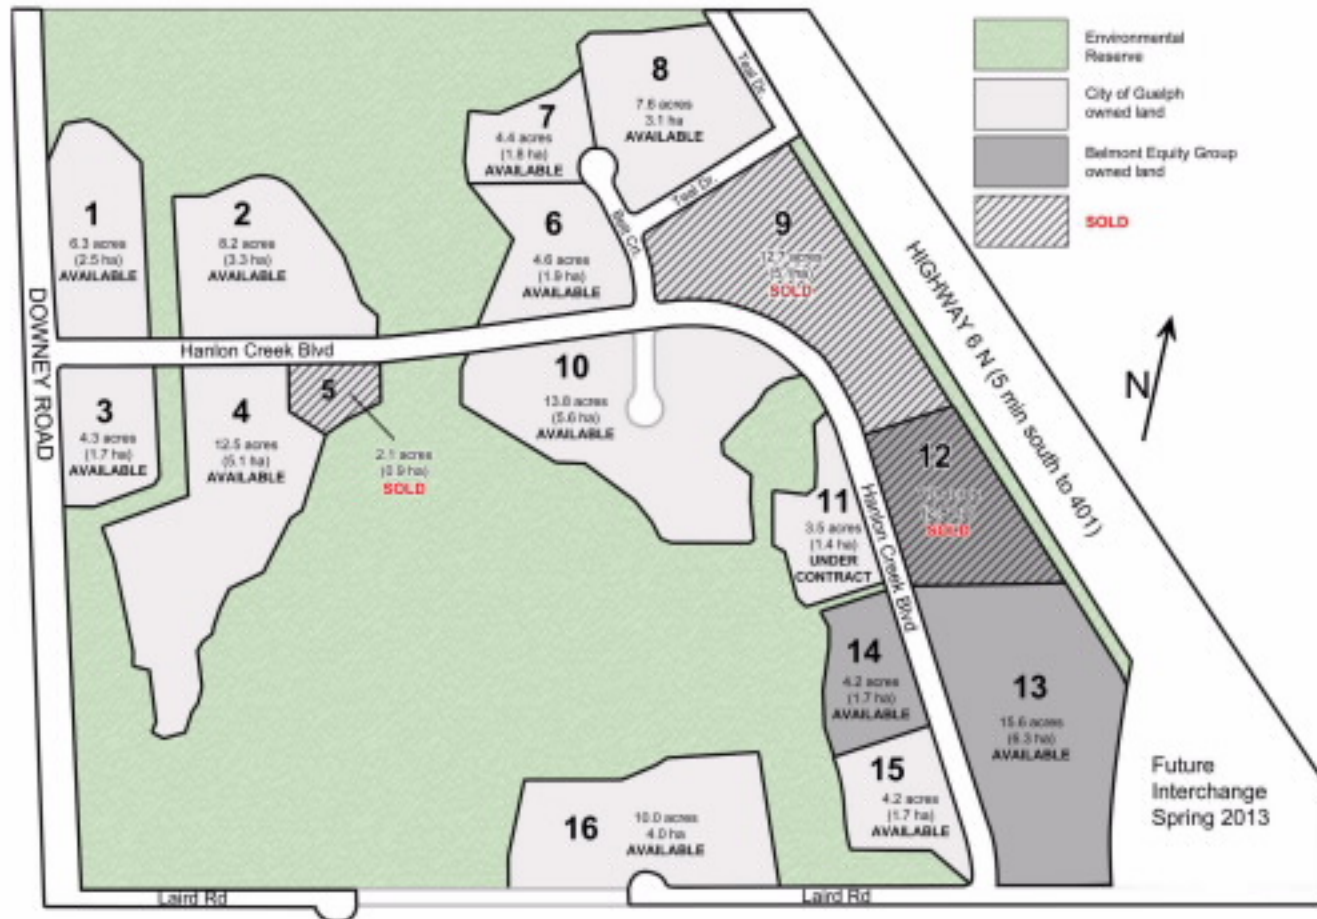 Environmental
Reserve
City of Guelph
owned land
Belmont Equity Group
owned land
SOLD
Teal Dr.
8
7.6 acres
3.1 ha
AVAILABLE
7
4.4 acres
(1.8 ha)
AVAILABLE
1
6.3 acres
(2.5 ha)
AVAILABLE
2
8.2 acres
(3.3 ha)
AVAILABLE
6
4.6 acres
(1.9 ha)
AVAILABLE
Teal Dr.
9
12.7 acres
(5.1 ha)
SOLD
HIGHWAY 6 N (5 min south to 401)
N
DOWNEY ROAD
Hanlon Creek Blvd
3
4.3 acres
(1.7 ha)
AVAILABLE
4
12.5 acres
(5.1 ha)
AVAILABLE
5
2.1 acres
(0.9 ha)
SOLD
10
13.8 acres
(5.6 ha)
AVAILABLE
11
3.5 acres
(1.4 ha)
UNDER
CONTRACT
12
SOLD
Hanlon Creek Blvd
14
4.2 acres
(1.7 ha)
AVAILABLE
13
15.6 acres
(6.3 ha)
AVAILABLE
15
4.2 acres
(1.7 ha)
AVAILABLE
16
10.0 acres
4.0 ha
AVAILABLE
Future
Interchange
Spring 2013
Laird Rd
Laird Rd